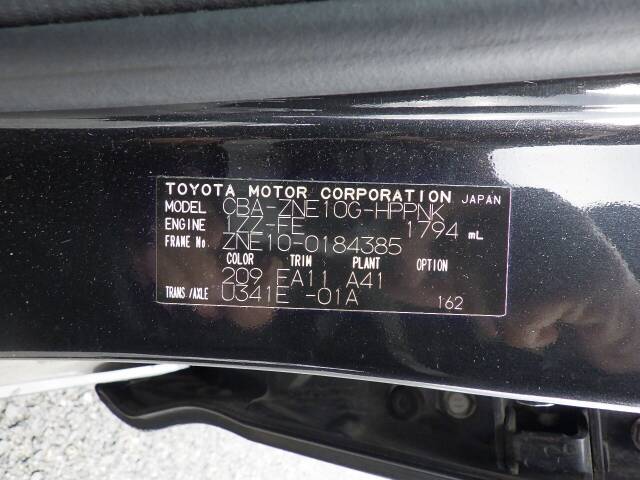 TOYOTA MOTOR CORPORATION JAPAN
MODEL CBA-ZNE10G-HPPNK
ENGINE 1ZZ-FE 1794 mL
FRAME No. ZNE10-0184385
COLOR TRIM PLANT OPTION
209 FA11 A41
TRANS/AXLE U341E -01A 162